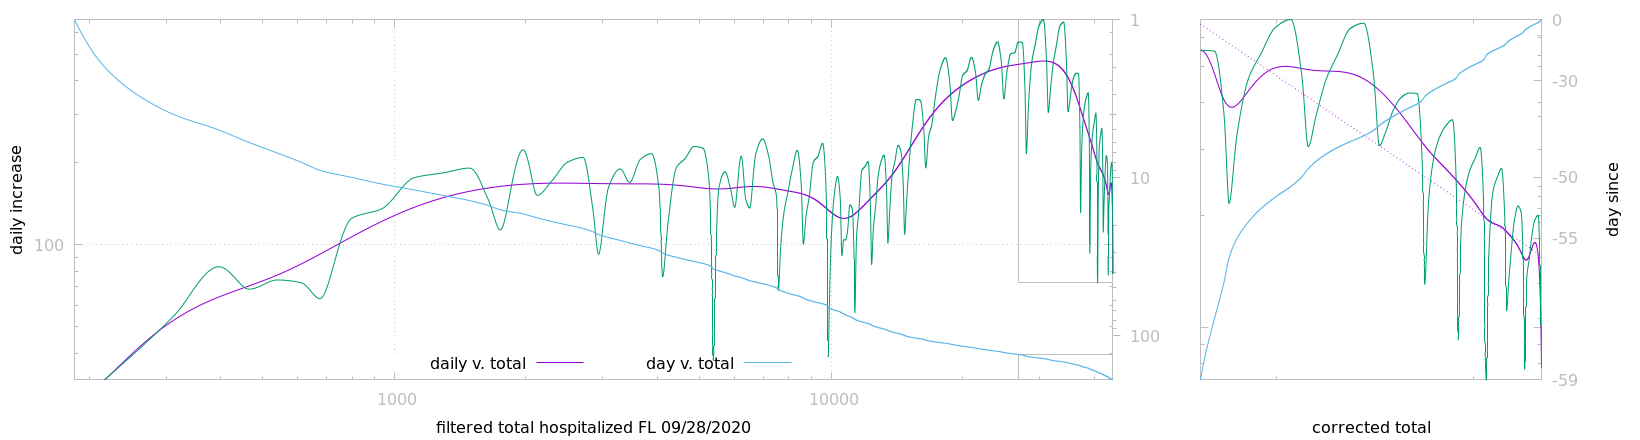 1
0
-30
10
-50
daily increase
day since
100
-55
100
daily v. total
day v. total
-59
1000
10000
filtered total hospitalized FL 09/28/2020
corrected total